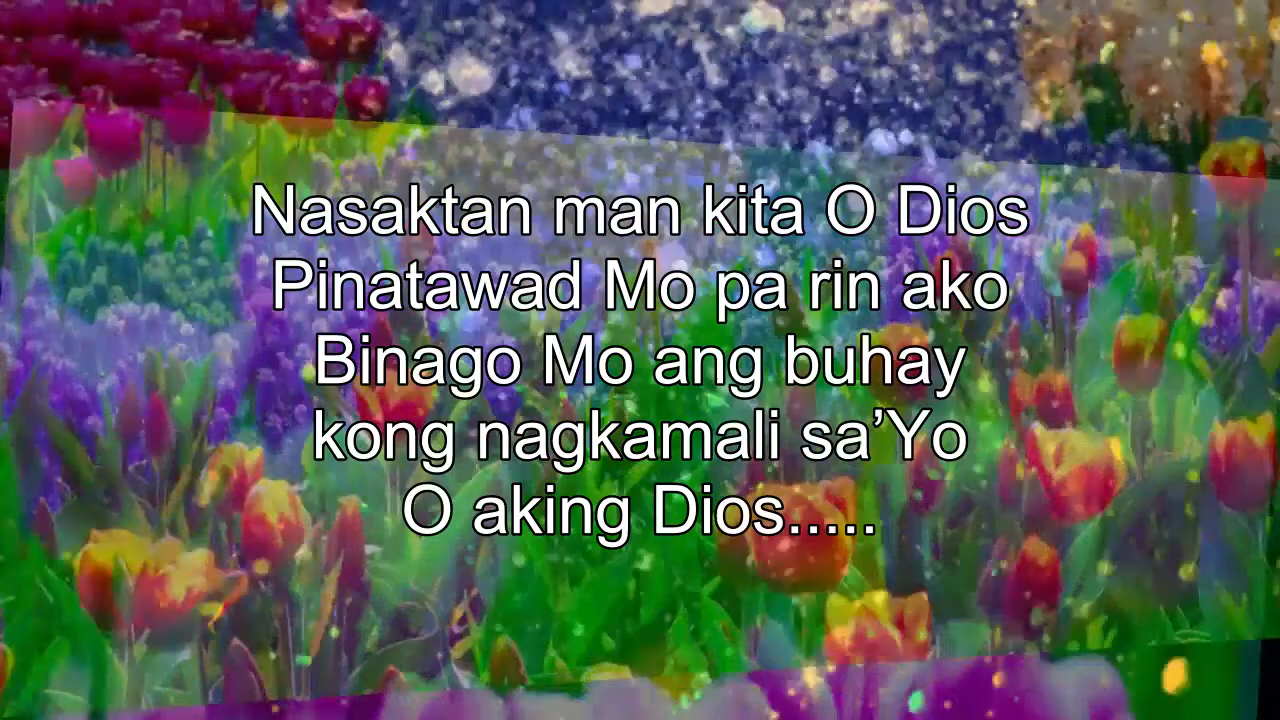 Nasaktan man kita O Dios
Pinatawad Mo pa rin ako
Binago Mo ang buhay
kong nagkamali sa’Yo
O aking Dios.....